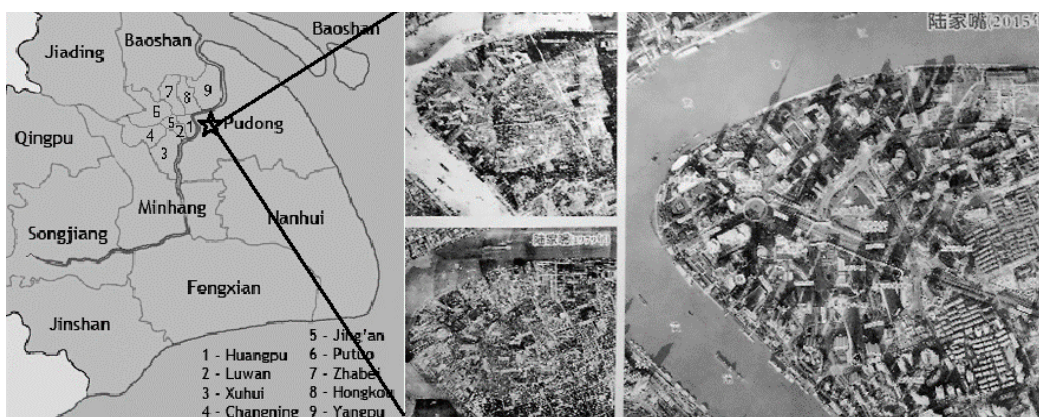 Baoshan
Baoshan
Jiading
9
7
8
6
5
2
1
Pudong
4
3
Qingpu
Minhang
Nanhui
Songjiang
Fengxian
Jinshan
1 - Huangpu
2 - Luwan
3 - Xuhui
4 - Changning
5 - Jing'an
6 - Putuo
7 - Zhabei
8 - Hongkou
9 - Yangpu
陆家嘴
陆家嘴(2015